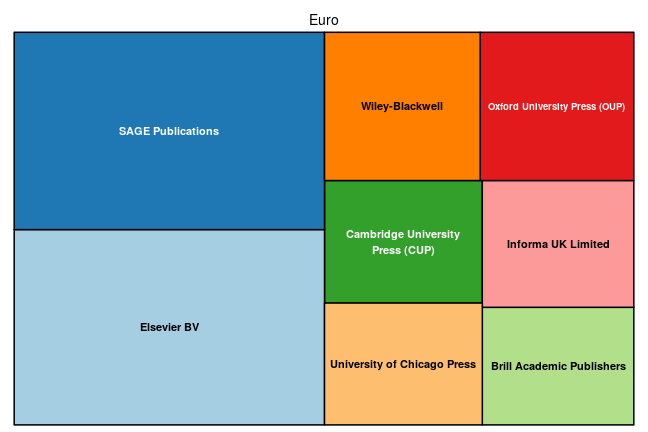 Euro
SAGE Publications
Elsevier BV
Wiley-Blackwell
Oxford University Press (OUP)
Cambridge University
Press (CUP)
Informa UK Limited
University of Chicago Press
Brill Academic Publishers